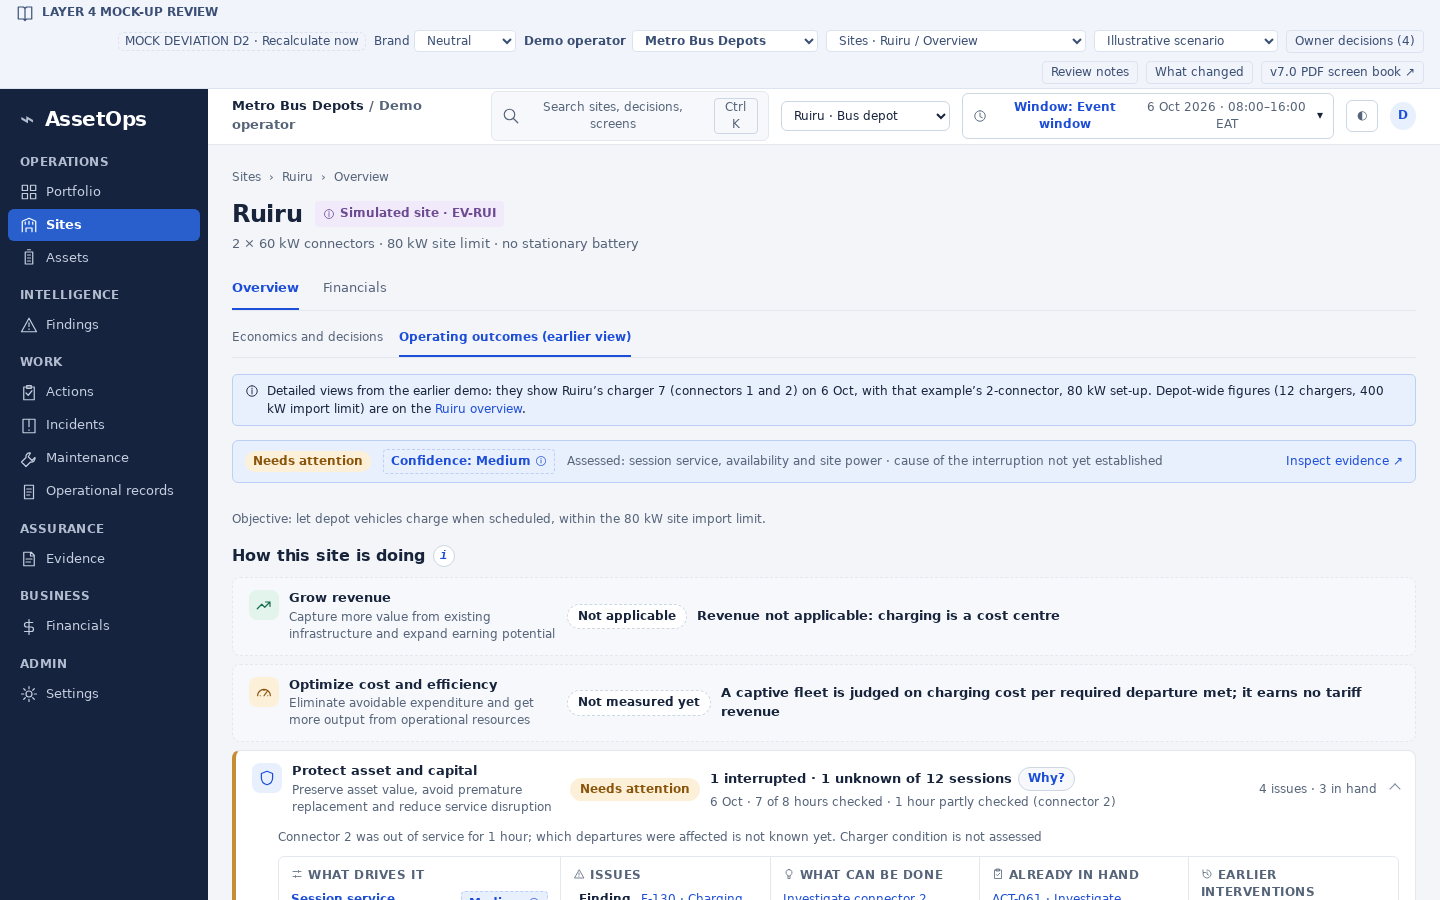 LAYER 4 MOCK-UP REVIEW
MOCK DEVIATION D2 · Recalculate now
Brand
Neutral
Demo operator
Metro Bus Depots
Sites · Ruiru / Overview
Illustrative scenario
Owner decisions (4)
Review notes
What changed
v7.0 PDF screen book ↗
AssetOps
OPERATIONS
Portfolio
Sites
Assets
INTELLIGENCE
Findings
WORK
Actions
Incidents
Maintenance
Operational records
ASSURANCE
Evidence
BUSINESS
Financials
ADMIN
Settings
Metro Bus Depots / Demo
operator
Search sites, decisions,
screens
Ctrl
K
Ruiru · Bus depot
Window: Event
window
6 Oct 2026 · 08:00–16:00
EAT
D
Sites › Ruiru › Overview
Ruiru
Simulated site · EV-RUI
2 × 60 kW connectors · 80 kW site limit · no stationary battery
Overview
Financials
Economics and decisions
Operating outcomes (earlier view)
Detailed views from the earlier demo: they show Ruiru’s charger 7 (connectors 1 and 2) on 6 Oct, with that example’s 2-connector, 80 kW set-up. Depot-wide figures (12 chargers, 400
kW import limit) are on the Ruiru overview.
Needs attention
Confidence: Medium
Assessed: session service, availability and site power · cause of the interruption not yet established
Inspect evidence ↗
Objective: let depot vehicles charge when scheduled, within the 80 kW site import limit.
How this site is doing
i
Grow revenue
Capture more value from existing
infrastructure and expand earning potential
Not applicable
Revenue not applicable: charging is a cost centre
Optimize cost and efficiency
Eliminate avoidable expenditure and get
more output from operational resources
Not measured yet
A captive fleet is judged on charging cost per required departure met; it earns no tariff
revenue
Protect asset and capital
Preserve asset value, avoid premature
replacement and reduce service disruption
Needs attention
1 interrupted · 1 unknown of 12 sessions
Why?
6 Oct · 7 of 8 hours checked · 1 hour partly checked (connector 2)
4 issues · 3 in hand
Connector 2 was out of service for 1 hour; which departures were affected is not known yet. Charger condition is not assessed
WHAT DRIVES IT
ISSUES
WHAT CAN BE DONE
ALREADY IN HAND
EARLIER
INTERVENTIONS
Session service
Medium
Finding
F-130 · Charging
Investigate connector 2
ACT-061 · Investigate